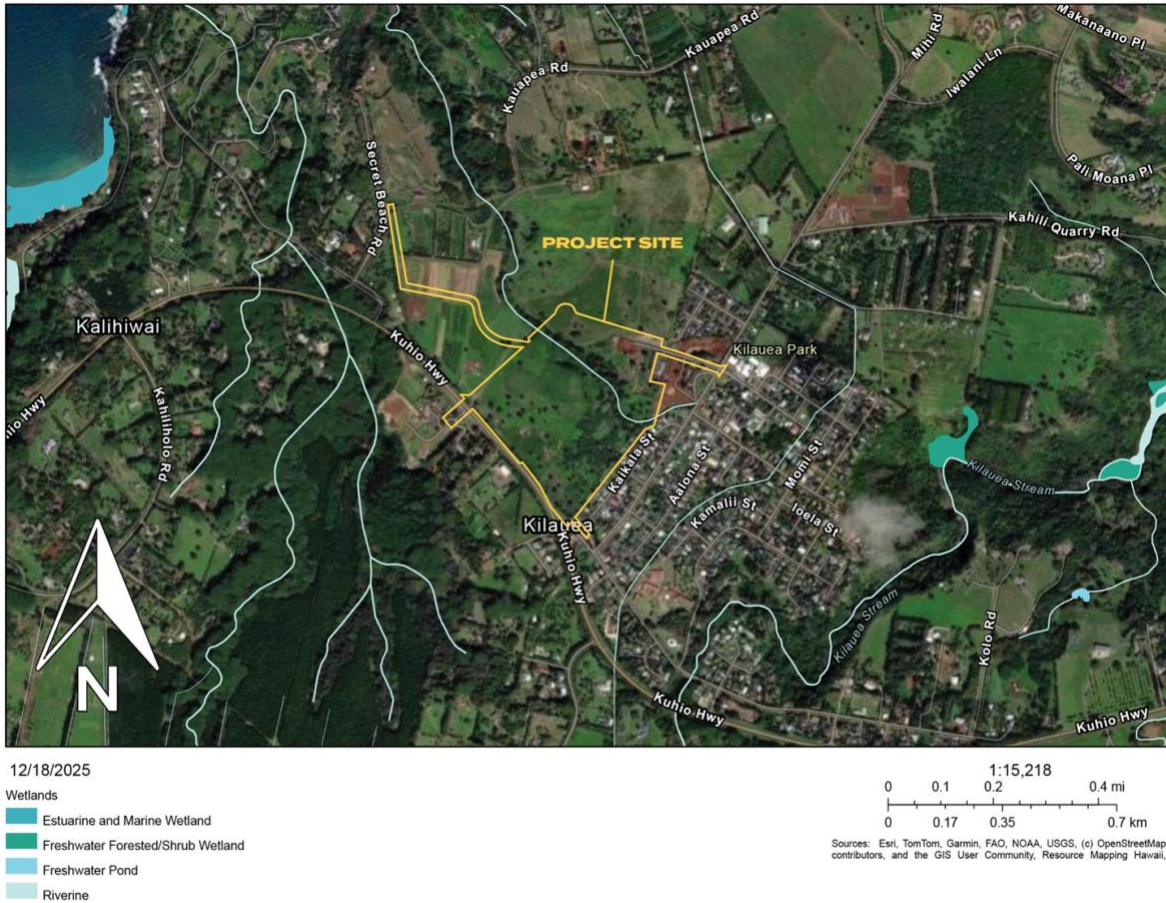 Kauapea Rd
Mihi Rd
Makanaano Pl
Kauapea Rd
Iwalani Ln
Secret Beach Rd
Pali Moana Pl
Kahili Quarry Rd
PROJECT SITE
Kalihiwai
Kuhio Hwy
Kilauea Park
Kahiliholo Rd
hio Hwy
Kaikala St
Aalona St
Momi St
Kilauea Stream
Kamalii St
Ioela St
Kilauea
Kuhio Hwy
Kilauea Stream
Kolo Rd
N
Kuhio Hwy
Kuhio Hwy
12/18/2025
1:15,218
Wetlands
0 0.1 0.2 0.4 mi
0 0.17 0.35 0.7 km
Estuarine and Marine Wetland
Freshwater Forested/Shrub Wetland
Freshwater Pond
Riverine
Sources: Esri, TomTom, Garmin, FAO, NOAA, USGS, (c) OpenStreetMap
contributors, and the GIS User Community, Resource Mapping Hawaii,